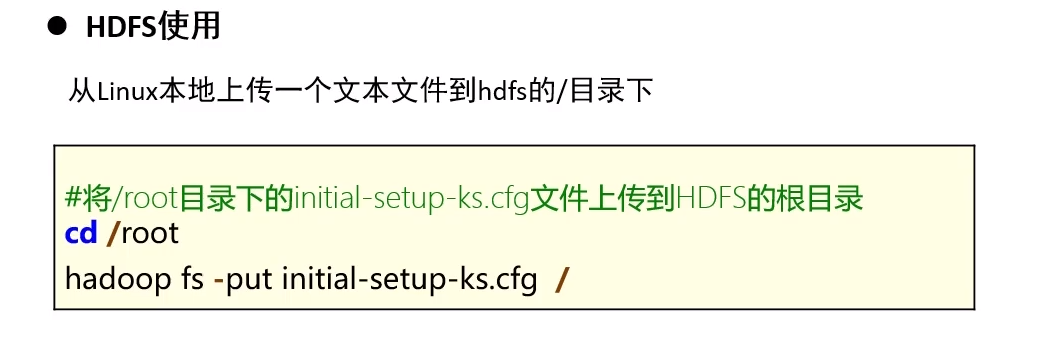 ● HDFS使用
从Linux本地上传一个文本文件到hdfs的/目录下
#将/root目录下的initial-setup-ks.cfg文件上传到HDFS的根目录
cd /root
hadoop fs -put initial-setup-ks.cfg /